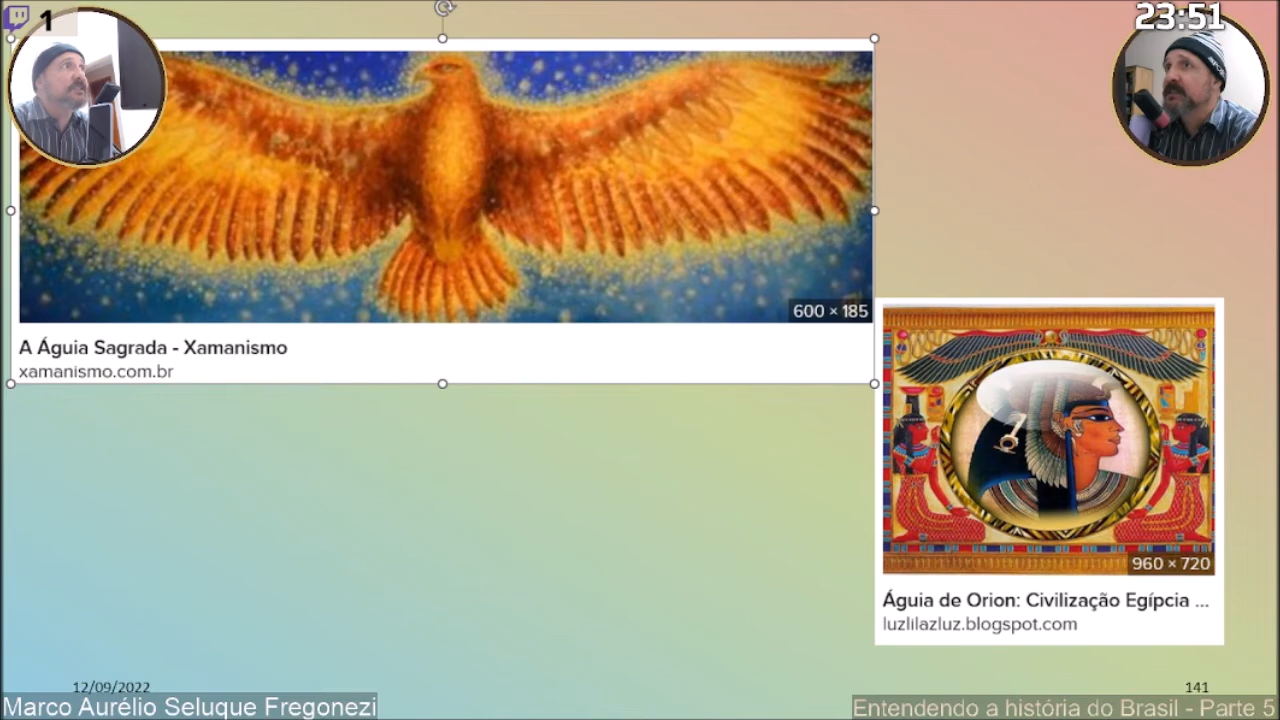 1
23:51
600 × 185
A Águia Sagrada - Xamanismo
xamanismo.com.br
960 × 720
Águia de Orion: Civilização Egípcia ...
luzlilazluz.blogspot.com
12/09/2022
141
Marco Aurélio Seluque Fregonezi
Entendendo a história do Brasil - Parte 5